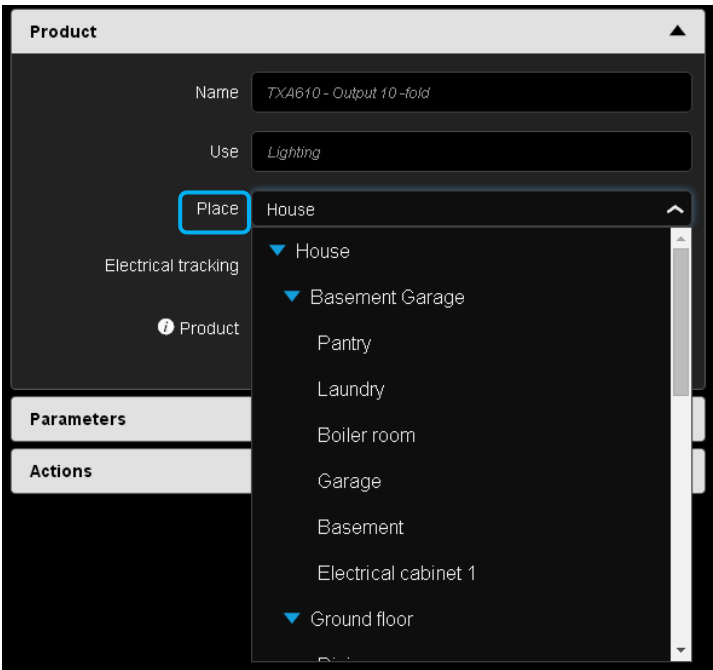 Product
Name TXA610 - Output 10 -fold
Use Lighting
Place House
House
Electrical tracking
Basement Garage
Product
Pantry
Laundry
Parameters
Boiler room
Actions
Garage
Basement
Electrical cabinet 1
Ground floor